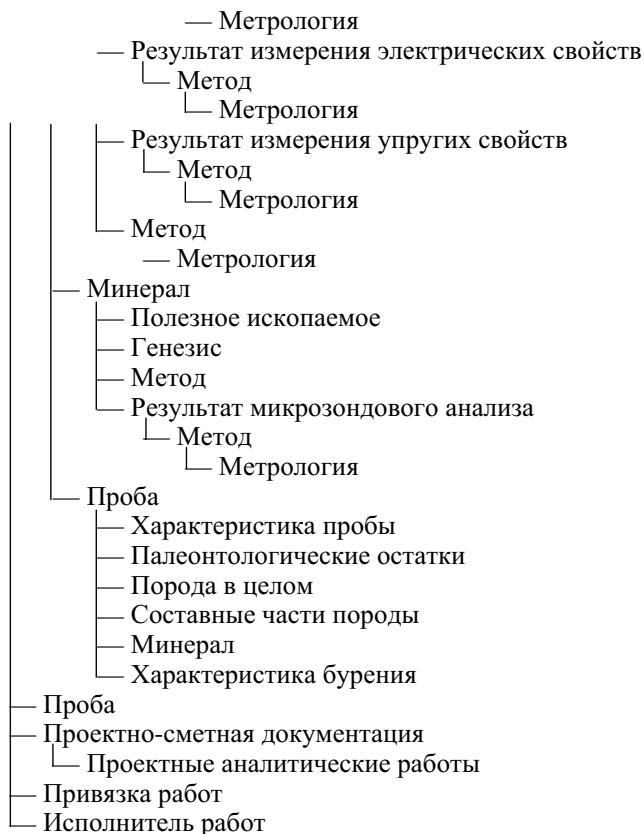 — Метрология
— Результат измерения электрических свойств
Метод
Метрология
Результат измерения упругих свойств
Метод
Метрология
Метод
— Метрология
Минерал
Полезное ископаемое
Генезис
Метод
Результат микрозондового анализа
Метод
Метрология
Проба
Характеристика пробы
Палеонтологические остатки
Порода в целом
Составные части породы
Минерал
Характеристика бурения
Проба
Проектно-сметная документация
Проектные аналитические работы
Привязка работ
Исполнитель работ